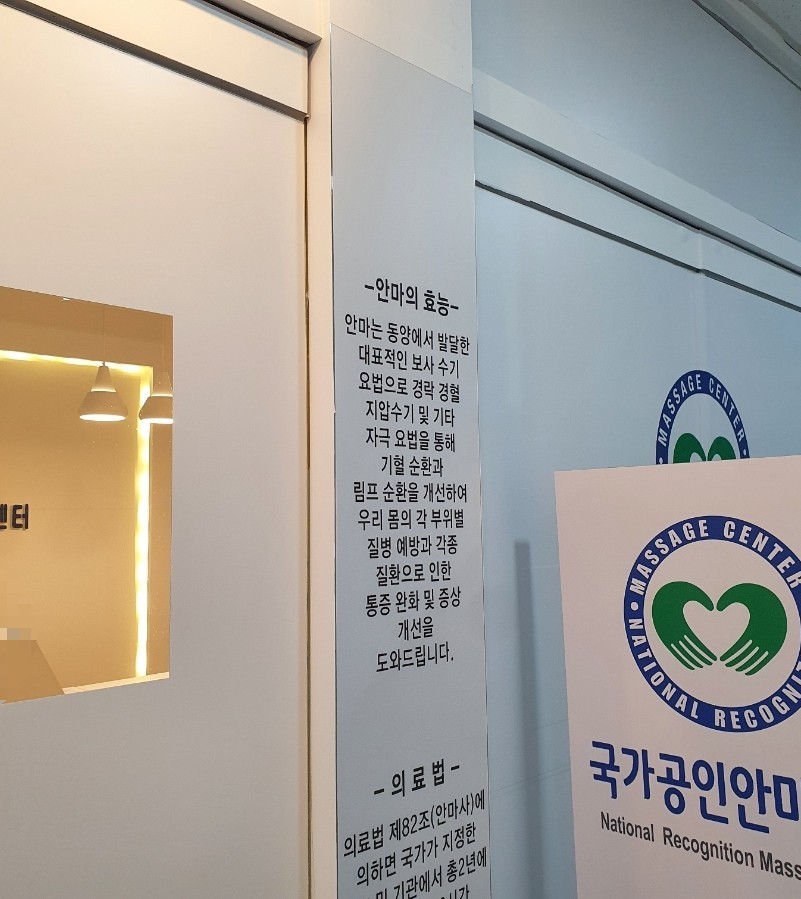 -안마의 효능-
안마는 동양에서 발달한
대표적인 보사 수기
요법으로 경락 경혈
지압수기 및 기타
자극 요법을 통해
기혈 순환과
림프 순환을 개선하여
우리 몸의 각 부위별
질병 예방과 각종
질환으로 인한
통증 완화 및 증상
개선을
도와드립니다.
- 의 료 법 -
의료법 제82조(안마사)에
의하면 국가가 지정한
및 기관에서 총2년에
센터
MASSAGE CENTER
MASSAGE CENTER
NATIONAL RECOGNIT
국가공인안마
National Recognition Mass